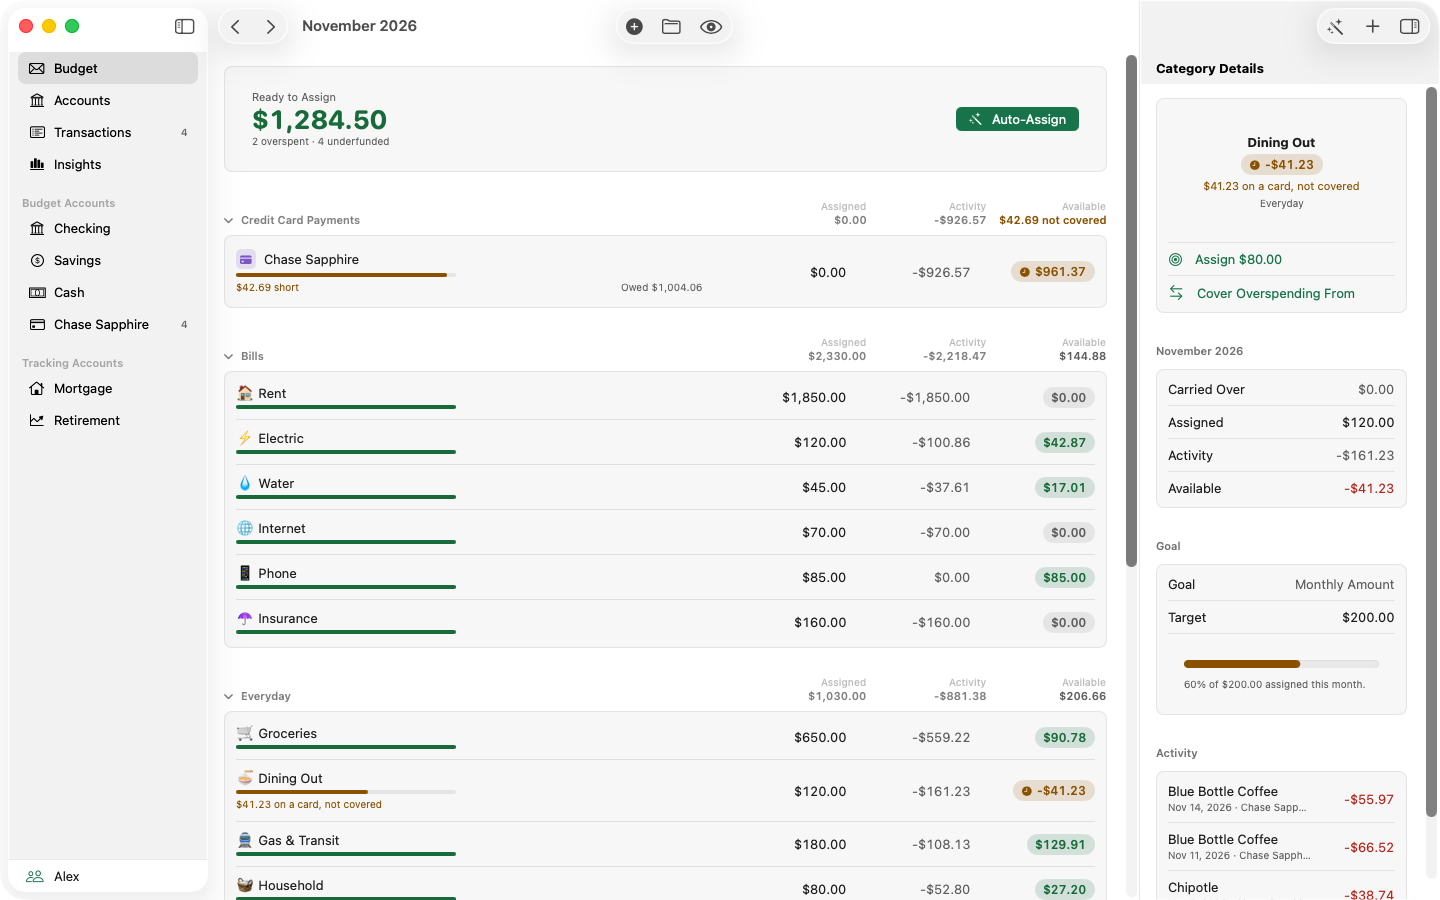 November 2026
Budget
Accounts
Transactions 4
Insights
Budget Accounts
Checking
Savings
Cash
Chase Sapphire 4
Tracking Accounts
Mortgage
Retirement
Alex
Ready to Assign
$1,284.50
2 overspent · 4 underfunded
Auto-Assign
Credit Card Payments
Assigned
$0.00
Activity
-$926.57
Available
$42.69 not covered
Chase Sapphire
$42.69 short
Owed $1,004.06
$0.00 -$926.57 $961.37
Bills
Assigned
$2,330.00
Activity
-$2,218.47
Available
$144.88
Rent $1,850.00 -$1,850.00 $0.00
Electric $120.00 -$100.86 $42.87
Water $45.00 -$37.61 $17.01
Internet $70.00 -$70.00 $0.00
Phone $85.00 $0.00 $85.00
Insurance $160.00 -$160.00 $0.00
Everyday
Assigned
$1,030.00
Activity
-$881.38
Available
$206.66
Groceries $650.00 -$559.22 $90.78
Dining Out $120.00 -$161.23 -$41.23
$41.23 on a card, not covered
Gas & Transit $180.00 -$108.13 $129.91
Household $80.00 -$52.80 $27.20
Category Details
Dining Out
-$41.23
$41.23 on a card, not covered
Everyday
Assign $80.00
Cover Overspending From
November 2026
Carried Over $0.00
Assigned $120.00
Activity -$161.23
Available -$41.23
Goal
Goal Monthly Amount
Target $200.00
60% of $200.00 assigned this month.
Activity
Blue Bottle Coffee -$55.97
Nov 14, 2026 · Chase Sapp...
Blue Bottle Coffee -$66.52
Nov 11, 2026 · Chase Sapph...
Chipotle -$38.74